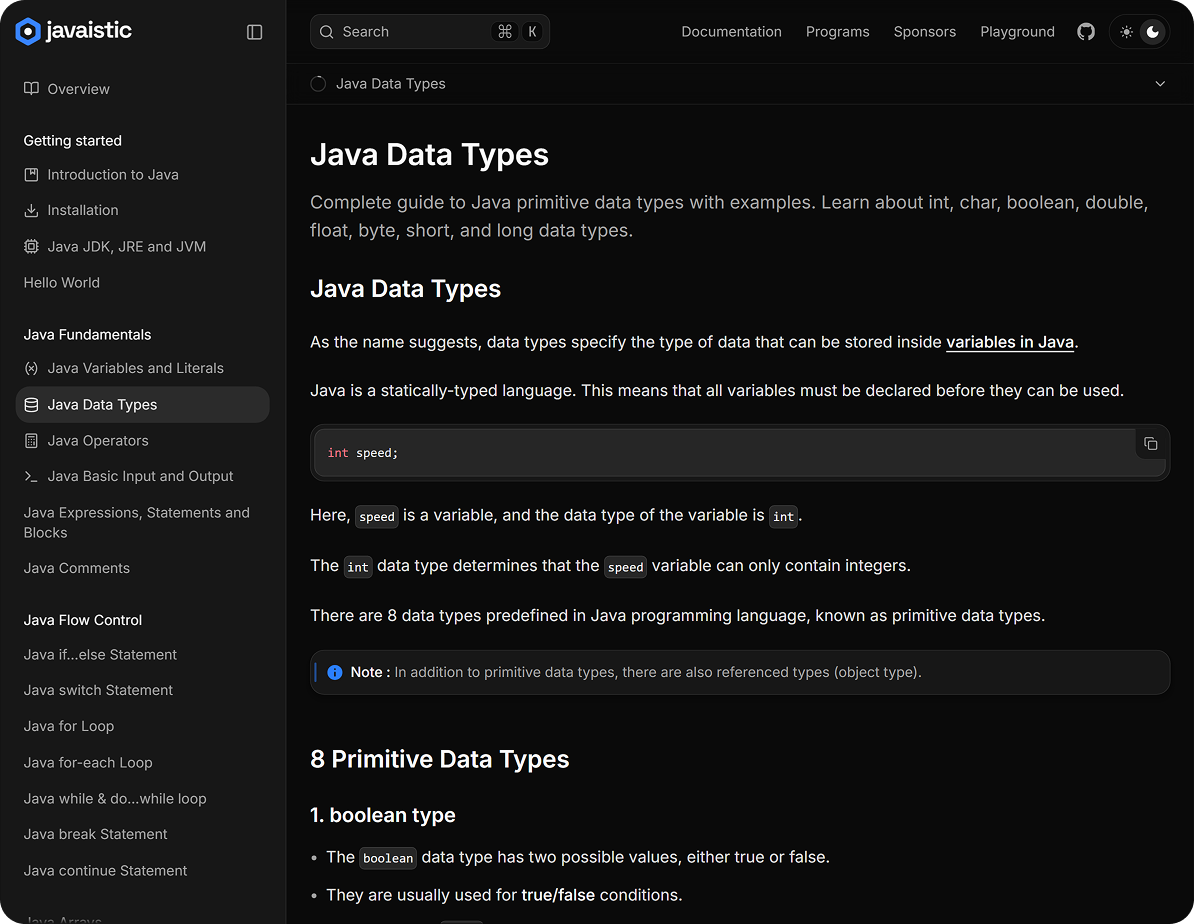 javaistic
Overview
Getting started
Introduction to Java
Installation
Java JDK, JRE and JVM
Hello World
Java Fundamentals
Java Variables and Literals
Java Data Types
Java Operators
Java Basic Input and Output
Java Expressions, Statements and
Blocks
Java Comments
Java Flow Control
Java if...else Statement
Java switch Statement
Java for Loop
Java for-each Loop
Java while & do...while loop
Java break Statement
Java continue Statement
Java Arrays
Search ⌘ K
Documentation Programs Sponsors Playground
Java Data Types
Java Data Types
Complete guide to Java primitive data types with examples. Learn about int, char, boolean, double,
float, byte, short, and long data types.
Java Data Types
As the name suggests, data types specify the type of data that can be stored inside variables in Java.
Java is a statically-typed language. This means that all variables must be declared before they can be used.
int speed;
Here, speed is a variable, and the data type of the variable is int.
The int data type determines that the speed variable can only contain integers.
There are 8 data types predefined in Java programming language, known as primitive data types.
Note : In addition to primitive data types, there are also referenced types (object type).
8 Primitive Data Types
1. boolean type
• The boolean data type has two possible values, either true or false.
• They are usually used for true/false conditions.